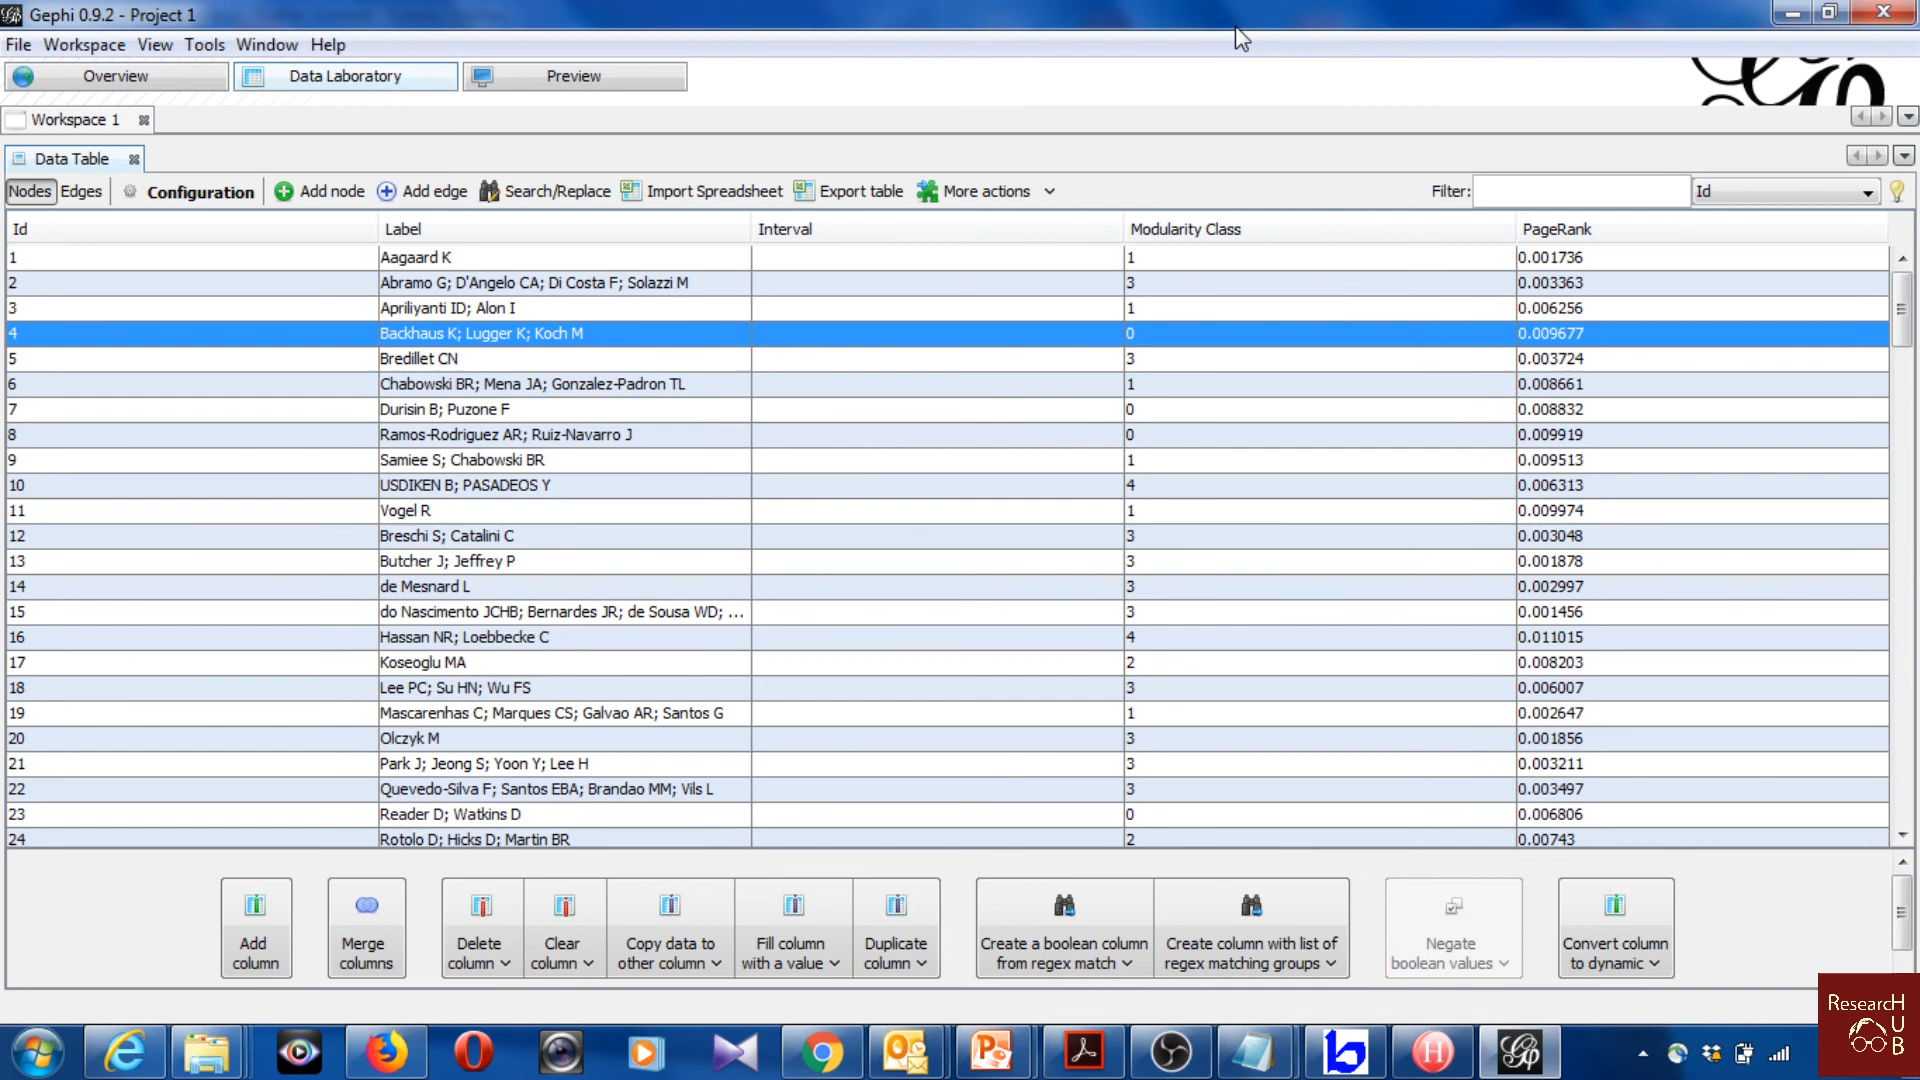 Gephi 0.9.2 - Project 1
File Workspace View Tools Window Help
Overview Data Laboratory Preview
Workspace 1
Data Table
Nodes Edges Configuration Add node Add edge Search/Replace Import Spreadsheet Export table More actions Filter: Id
Id Label Interval Modularity Class PageRank
1 Aagaard K 1 0.001736
2 Abramo G; D'Angelo CA; Di Costa F; Solazzi M 3 0.003363
3 Apriliyanti ID; Alon I 1 0.006256
4 Backhaus K; Lugger K; Koch M 0 0.009677
5 Bredillet CN 3 0.003724
6 Chabowski BR; Mena JA; Gonzalez-Padron TL 1 0.008661
7 Durisin B; Puzone F 0 0.008832
8 Ramos-Rodriguez AR; Ruiz-Navarro J 0 0.009919
9 Samiee S; Chabowski BR 1 0.009513
10 USDIKEN B; PASADEOS Y 4 0.006313
11 Vogel R 1 0.009974
12 Breschi S; Catalini C 3 0.003048
13 Butcher J; Jeffrey P 3 0.001878
14 de Mesnard L 3 0.002997
15 do Nascimento JCHB; Bernardes JR; de Sousa WD; ... 3 0.001456
16 Hassan NR; Loebbecke C 4 0.011015
17 Koseoglu MA 2 0.008203
18 Lee PC; Su HN; Wu FS 3 0.006007
19 Mascarenhas C; Marques CS; Galvao AR; Santos G 1 0.002647
20 Olczyk M 3 0.001856
21 Park J; Jeong S; Yoon Y; Lee H 3 0.003211
22 Quevedo-Silva F; Santos EBA; Brandao MM; Vils L 3 0.003497
23 Reader D; Watkins D 0 0.006806
24 Rotolo D; Hicks D; Martin BR 2 0.00743
Add column
Merge columns
Delete column
Clear column
Copy data to other column
Fill column with a value
Duplicate column
Create a boolean column from regex match
Create column with list of regex matching groups
Negate boolean values
Convert column to dynamic
ResearcH
U
B